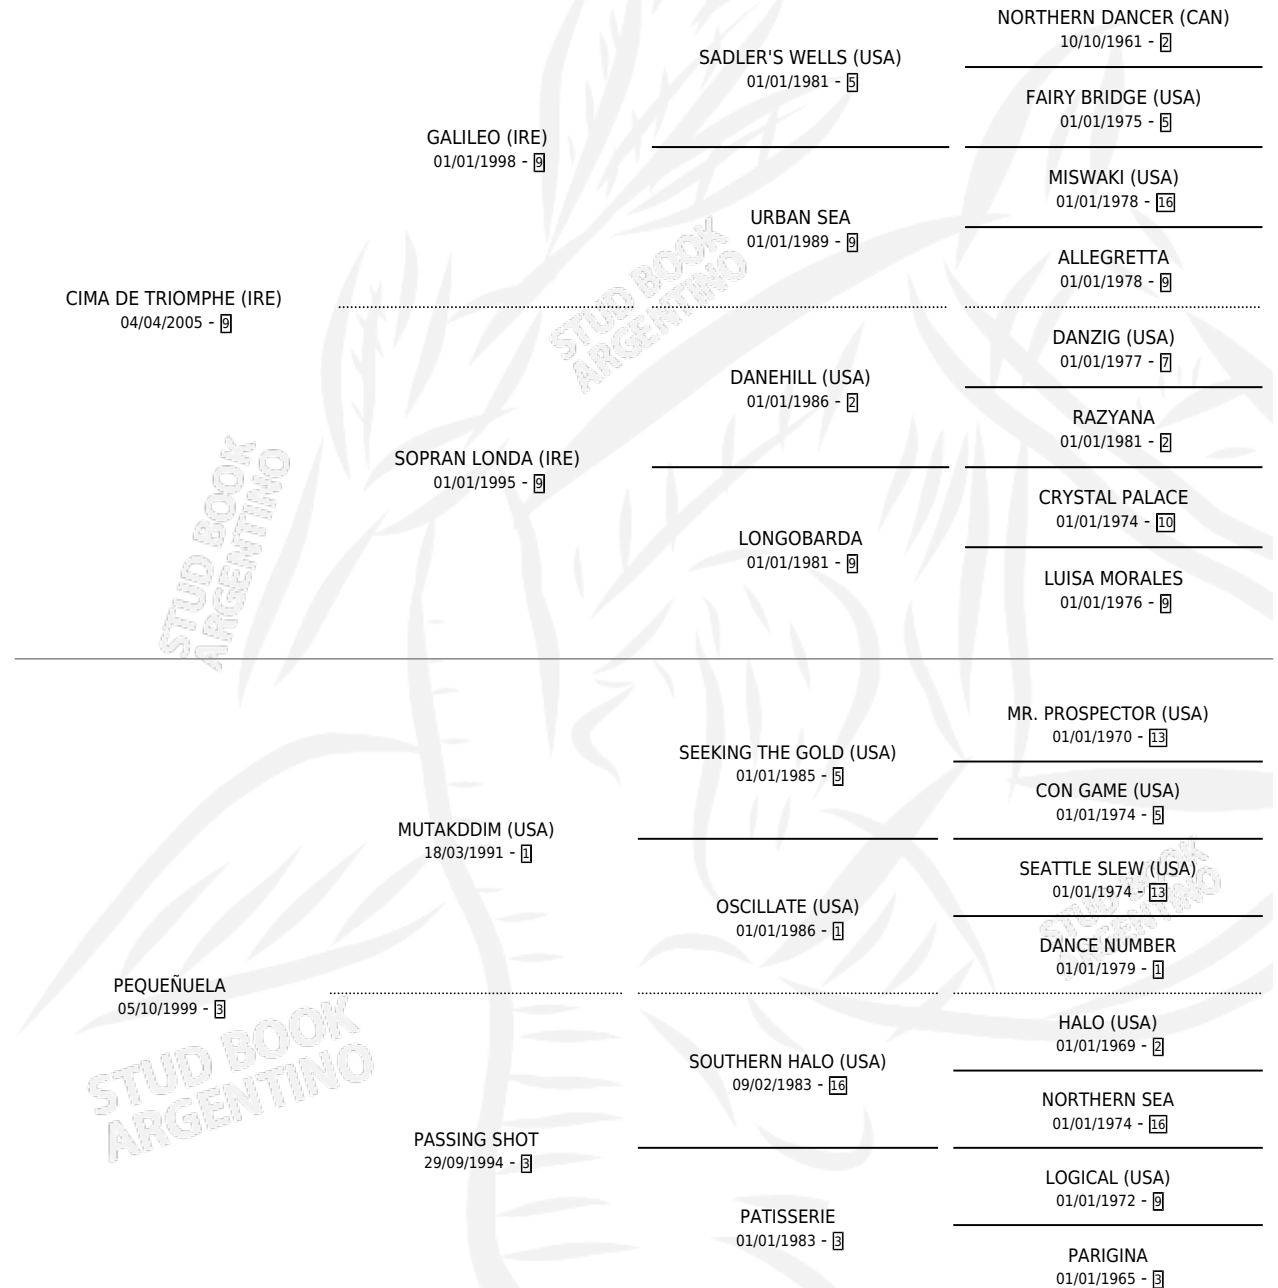 NORTHERN DANCER (CAN)
10/10/1961 - 2
SADLER'S WELLS (USA)
01/01/1981 - 5
FAIRY BRIDGE (USA)
01/01/1975 - 5
GALILEO (IRE)
01/01/1998 - 9
MISWAKI (USA)
01/01/1978 - 16
URBAN SEA
01/01/1989 - 9
ALLEGRETTA
01/01/1978 - 9
CIMA DE TRIOMPHE (IRE)
04/04/2005 - 9
STUD BOOK
ARGENTINO
DANZIG (USA)
01/01/1977 - 7
DANEHILL (USA)
01/01/1986 - 2
RAZYANA
01/01/1981 - 2
SOPRAN LONDA (IRE)
01/01/1995 - 9
STUD BOOK
ARGENTINO
CRYSTAL PALACE
01/01/1974 - 10
LONGOBARDA
01/01/1981 - 9
LUISA MORALES
01/01/1976 - 9
MR. PROSPECTOR (USA)
01/01/1970 - 13
SEEKING THE GOLD (USA)
01/01/1985 - 5
CON GAME (USA)
01/01/1974 - 5
MUTAKDDIM (USA)
18/03/1991 - 1
SEATTLE SLEW (USA)
01/01/1974 - 13
STUD BOOK
ARGENTINO
OSCILLATE (USA)
01/01/1986 - 1
DANCE NUMBER
01/01/1979 - 1
PEQUEÑUELA
05/10/1999 - 3
STUD BOOK
ARGENTINO
HALO (USA)
01/01/1969 - 2
SOUTHERN HALO (USA)
09/02/1983 - 16
NORTHERN SEA
01/01/1974 - 16
PASSING SHOT
29/09/1994 - 3
LOGICAL (USA)
01/01/1972 - 9
PATISSERIE
01/01/1983 - 3
PARIGINA
01/01/1965 - 3